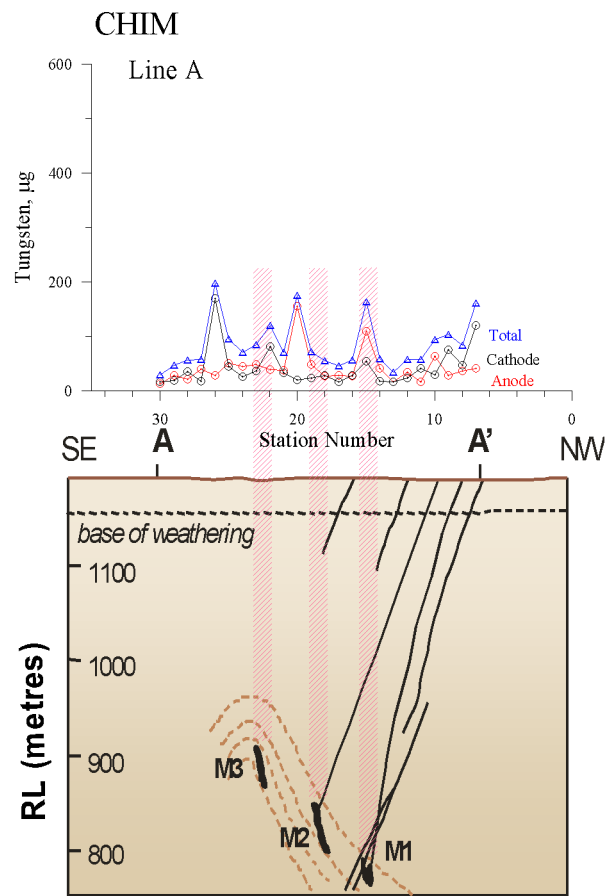 CHIM
Line A
600
400
200
0
Tungsten, µg
Total
Cathode
Anode
30 20 10 0
Station Number
SE A A' NW
base of weathering
1100
1000
900
800
RL (metres)
M3
M2
M1